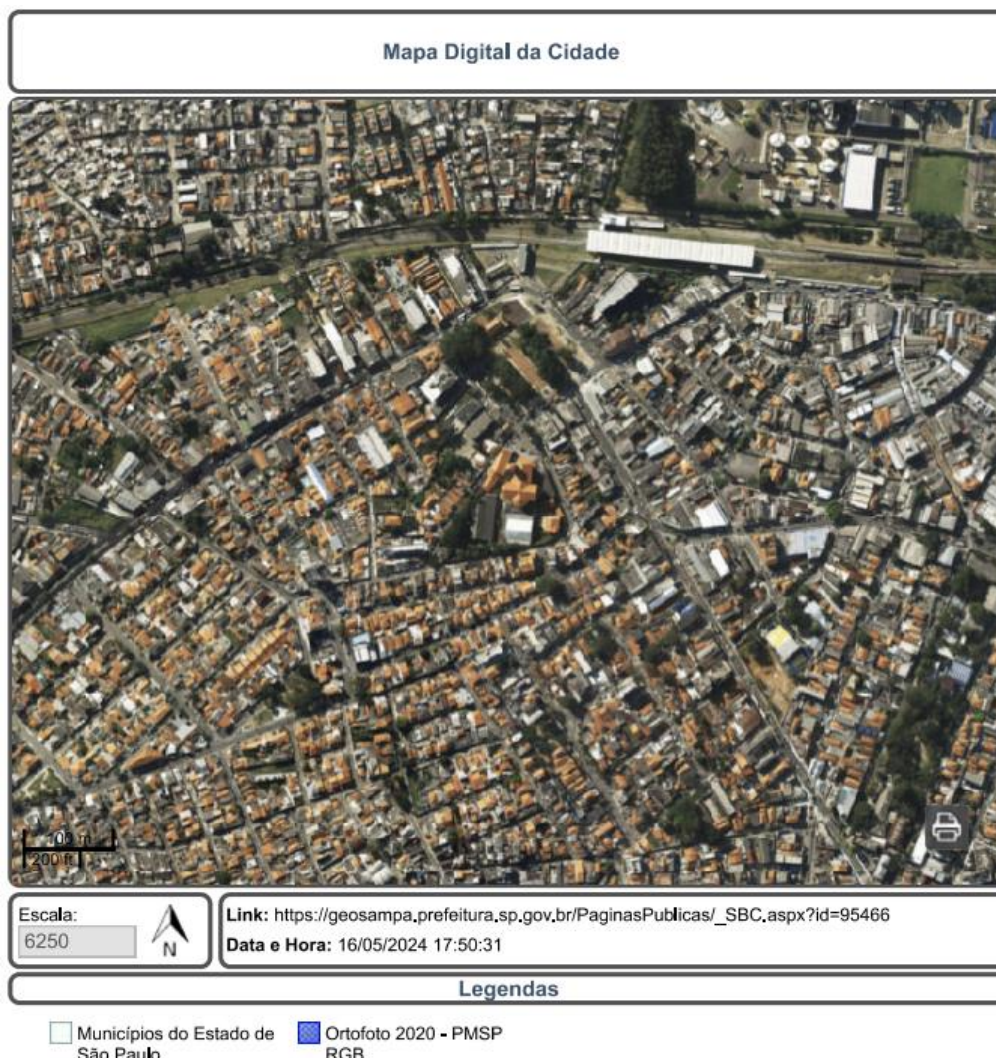 Mapa Digital da Cidade
100 m
200 ft
Escala:
6250
N
Link: https://geosampa.prefeitura.sp.gov.br/PaginasPublicas/_SBC.aspx?id=95466
Data e Hora: 16/05/2024 17:50:31
Legendas
Municípios do Estado de
São Paulo
Ortofoto 2020 - PMSP
RGB